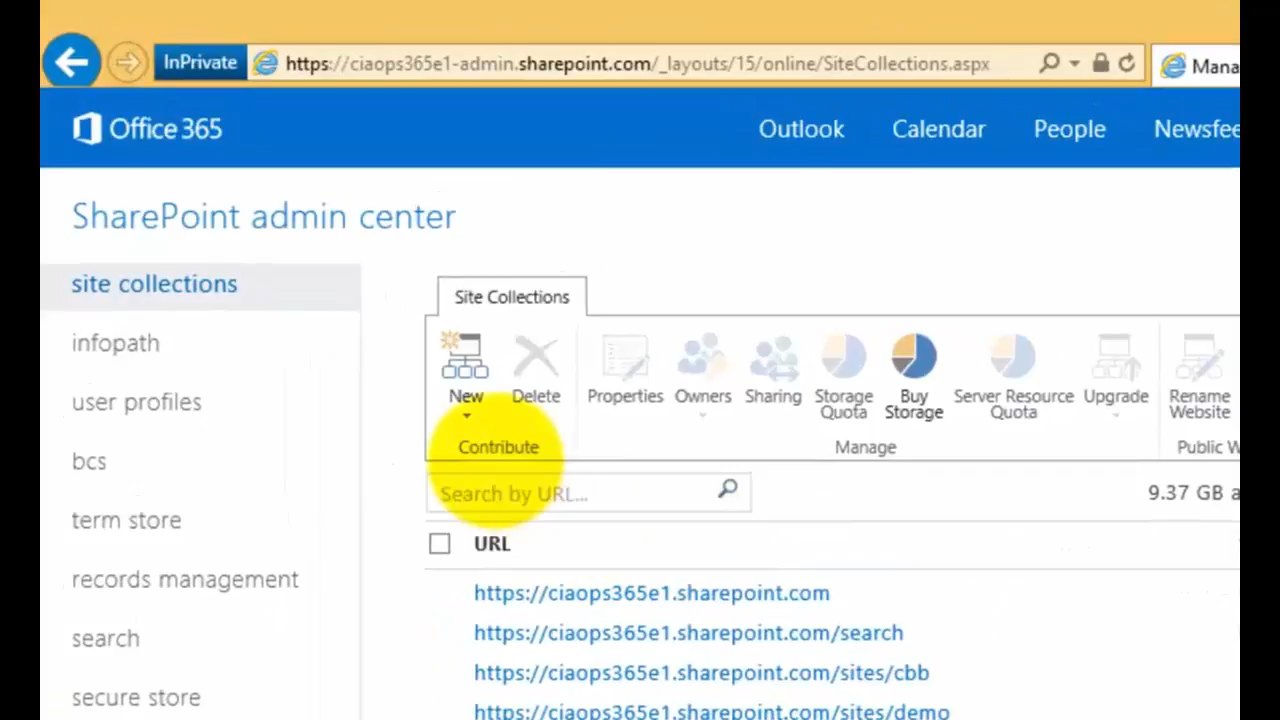 InPrivate https://ciaops365e1-admin.sharepoint.com/_layouts/15/online/SiteCollections.aspx
Office 365 Outlook Calendar People
SharePoint admin center
site collections
infopath
user profiles
bcs
term store
records management
search
secure store
Site Collections
New Delete Properties Owners Sharing Storage Quota Buy Storage Server Resource Quota Upgrade Rename Website
Contribute Manage Public
Search by URL... 9.37 GB
URL
https://ciaops365e1.sharepoint.com
https://ciaops365e1.sharepoint.com/search
https://ciaops365e1.sharepoint.com/sites/cbb
https://ciaops365e1.sharepoint.com/sites/demo